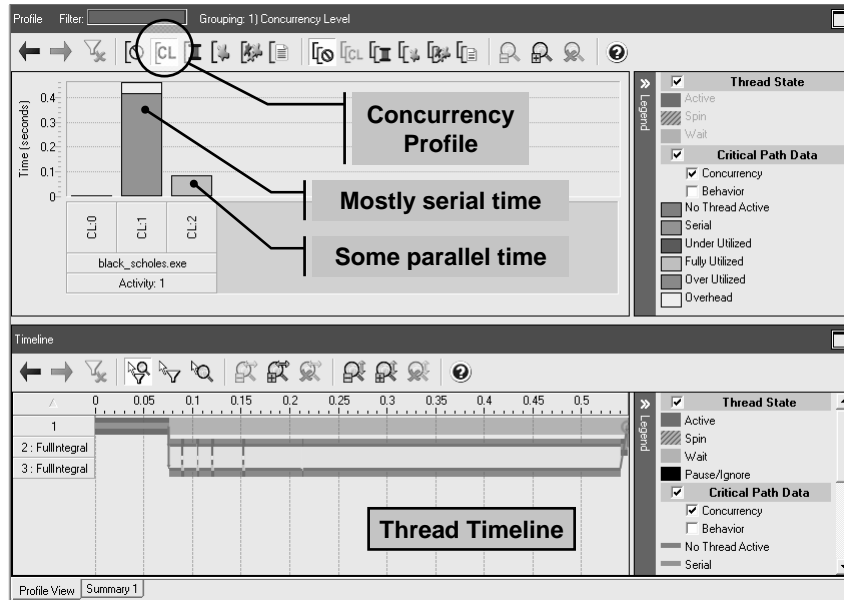 Profile Filter: Grouping: 1) Concurrency Level
CL
CL
Time (seconds)
0.4
0.3
0.2
0.1
0
CL:0
CL:1
CL:2
black_scholes.exe
Activity: 1
Concurrency
Profile
Mostly serial time
Some parallel time
Legend
Thread State
Active
Spin
Wait
Critical Path Data
Concurrency
Behavior
No Thread Active
Serial
Under Utilized
Fully Utilized
Over Utilized
Overhead
Timeline
0 0.05 0.1 0.15 0.2 0.25 0.3 0.35 0.4 0.45 0.5
1
2 : FullIntegral
3 : FullIntegral
Thread Timeline
Legend
Thread State
Active
Spin
Wait
Pause/Ignore
Critical Path Data
Concurrency
Behavior
No Thread Active
Serial
Profile View Summary 1